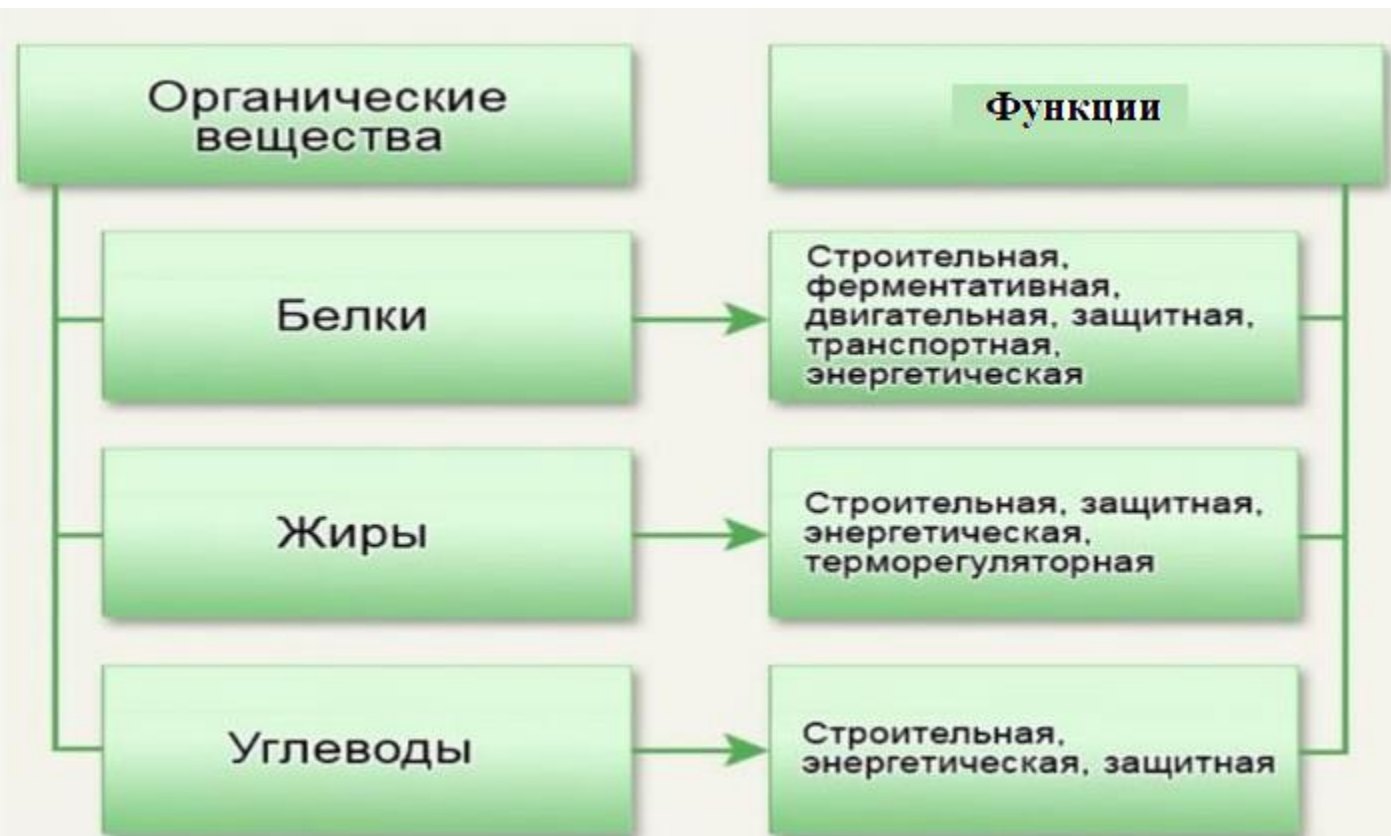 Органические
вещества
Функции
Белки
Строительная,
ферментативная,
двигательная, защитная,
транспортная,
энергетическая
Жиры
Строительная, защитная,
энергетическая,
терморегуляторная
Углеводы
Строительная,
энергетическая, защитная